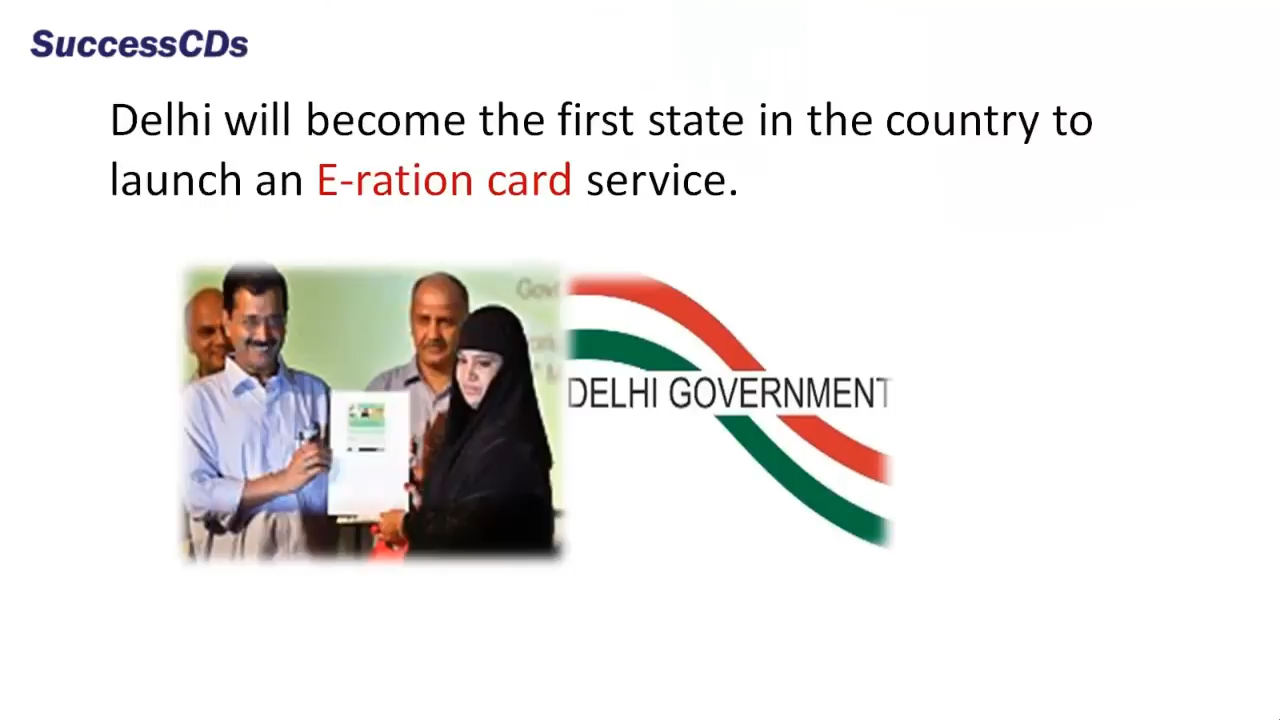 SuccessCDs
Delhi will become the first state in the country to
launch an E-ration card service.
DELHI GOVERNMENT